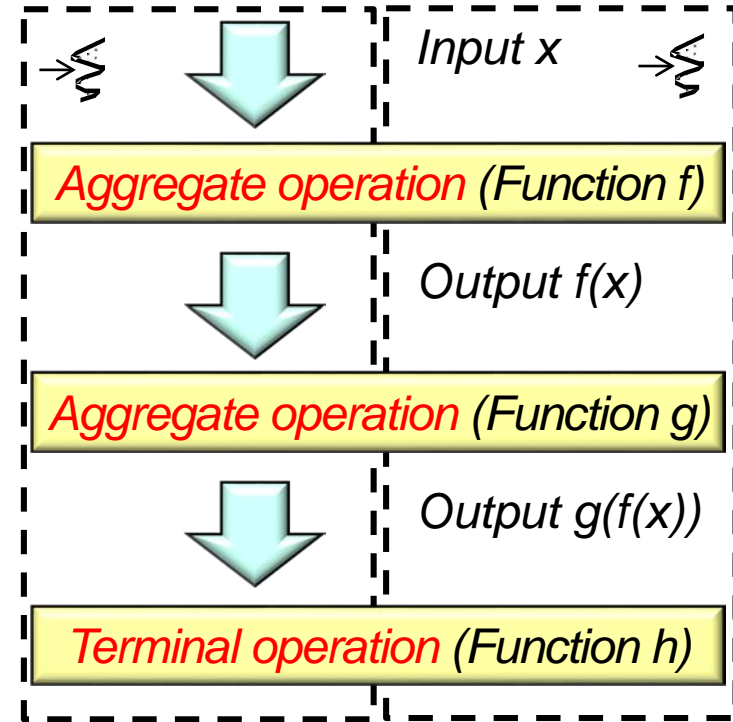 Input x
Aggregate operation (Function f)
Output f(x)
Aggregate operation (Function g)
Output g(f(x))
Terminal operation (Function h)